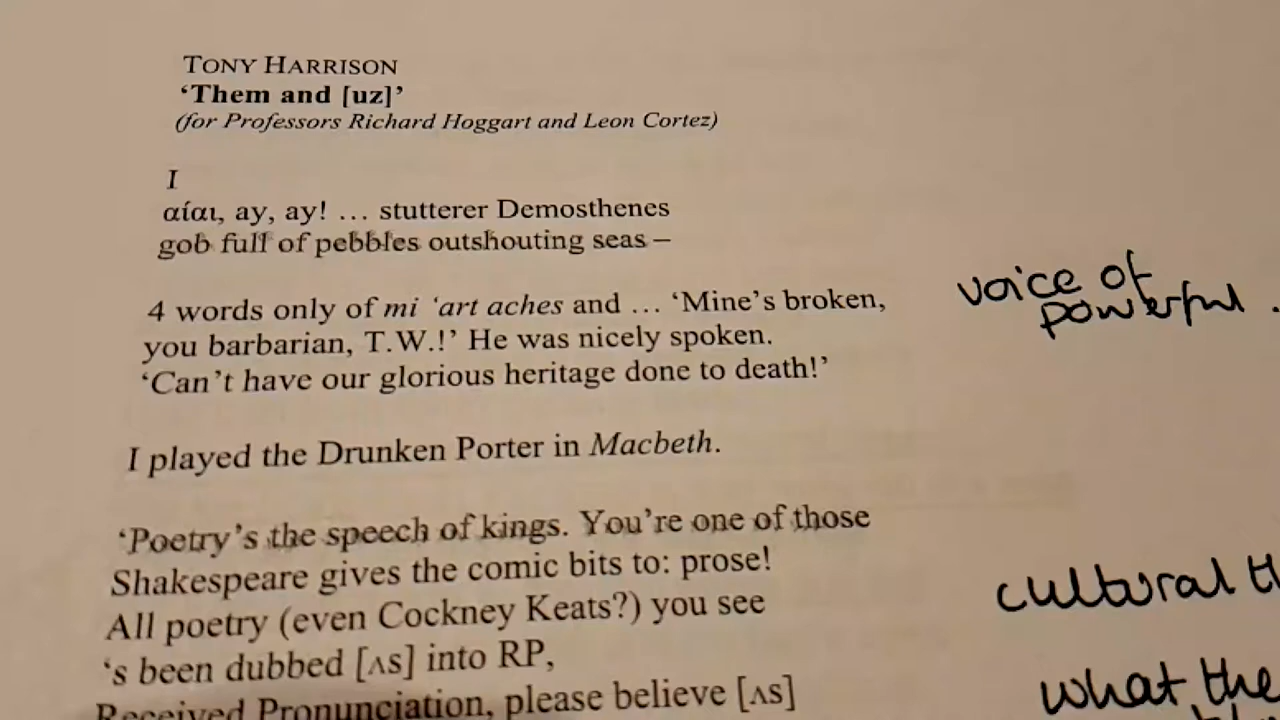 TONY HARRISON
‘Them and [uz]’
(for Professors Richard Hoggart and Leon Cortez)
I
αίαι, ay, ay! … stutterer Demosthenes
gob full of pebbles outshouting seas –
4 words only of mi ‘art aches and … ‘Mine’s broken,
you barbarian, T.W.!’ He was nicely spoken.
‘Can’t have our glorious heritage done to death!’
voice of
powerful.
I played the Drunken Porter in Macbeth.
‘Poetry’s the speech of kings. You’re one of those
Shakespeare gives the comic bits to: prose!
All poetry (even Cockney Keats?) you see
‘s been dubbed [ʌs] into RP,
Received Pronunciation, please believe [ʌs]
cultural
what the